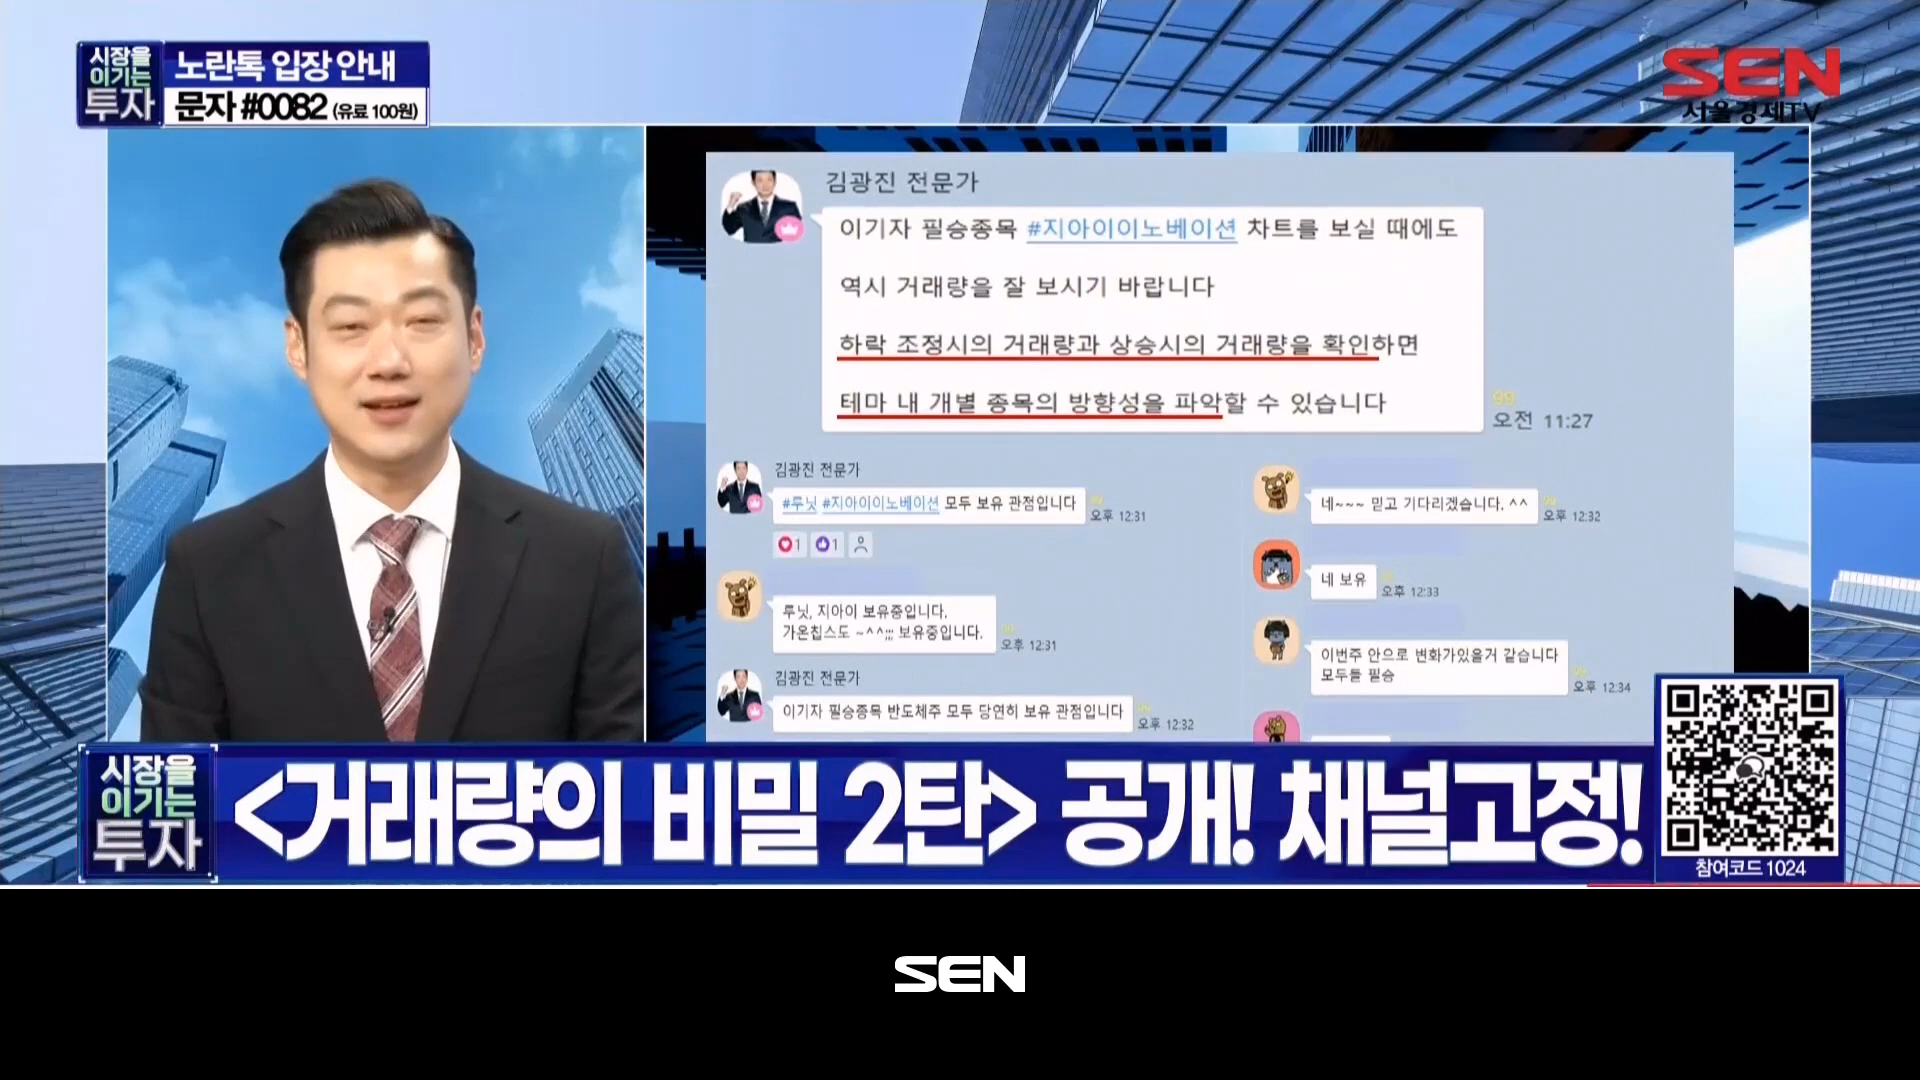 시장을
이기는
투자
노란톡 입장 안내
문자 #0082 (유료 100원)
SEN
서울경제TV
김광진 전문가
이기자 필승종목 #지아이이노베이션 차트를 보실 때에도
역시 거래량을 잘 보시기 바랍니다
하락 조정시의 거래량과 상승시의 거래량을 확인하면
테마 내 개별 종목의 방향성을 파악할 수 있습니다
99
오전 11:27
김광진 전문가
#루닛 #지아이이노베이션 모두 보유 관점입니다
99
오후 12:31
1
1
루닛, 지아이 보유중입니다.
가온칩스도 ~^^;;; 보유중입니다.
오후 12:31
김광진 전문가
이기자 필승종목 반도체주 모두 당연히 보유 관점입니다
오후 12:32
네~~~ 믿고 기다리겠습니다. ^^
99
오후 12:32
네 보유
오후 12:33
이번주 안으로 변화가있을거 같습니다
모두들 필승
오후 12:34
시장을
이기는
투자
<거래량의 비밀 2탄> 공개! 채널고정!
참여코드 1024
SEN